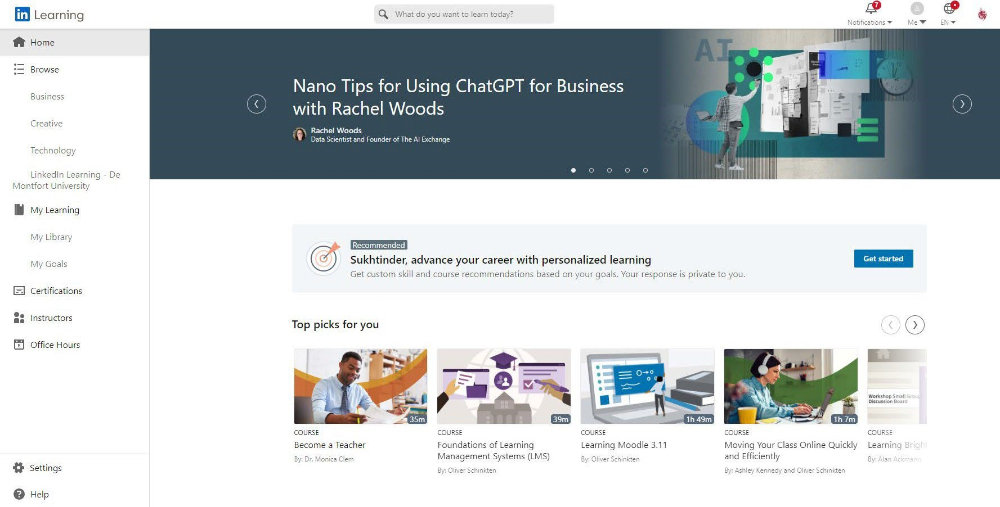 in Learning
What do you want to learn today?
7
Notifications
Me
EN
Home
Browse
Business
Creative
Technology
LinkedIn Learning - De
Montfort University
My Learning
My Library
My Goals
Certifications
Instructors
5
Office Hours
Settings
? Help
AI
Nano Tips for Using ChatGPT for Business
with Rachel Woods
Rachel Woods
Data Scientist and Founder of The AI Exchange
Recommended
Sukhtinder, advance your career with personalized learning
Get custom skill and course recommendations based on your goals. Your response is private to you.
Get started
Top picks for you
35m
COURSE
Become a Teacher
By: Dr. Monica Clem
39m
COURSE
Foundations of Learning
Management Systems (LMS)
By: Oliver Schinkten
1h 49m
COURSE
Learning Moodle 3.11
By: Oliver Schinkten
1h 7m
COURSE
Moving Your Class Online Quickly
and Efficiently
By: Ashley Kennedy and Oliver Schinkten
Workshop Small Group
Discussion Board
COURSE
Learning Bright
By: Alan Ackmann